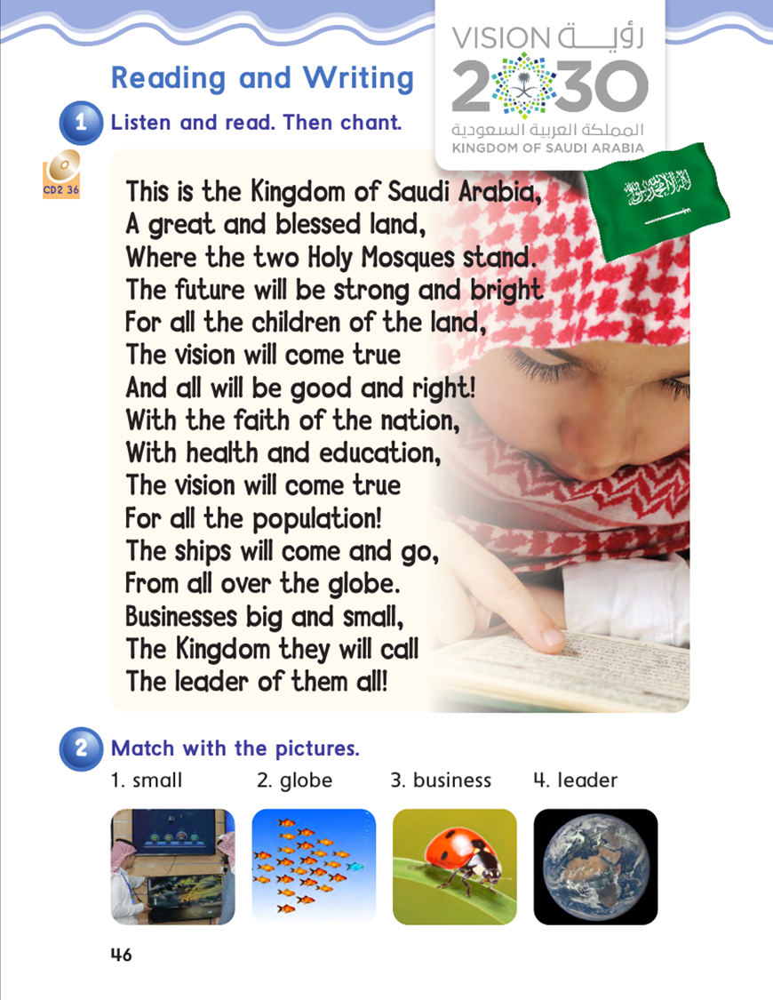 VISION رؤيـــة
2030
المملكة العربية السعودية
KINGDOM OF SAUDI ARABIA
Reading and Writing
1 Listen and read. Then chant.
CD2 36
This is the Kingdom of Saudi Arabia,
A great and blessed land,
Where the two Holy Mosques stand.
The future will be strong and bright
For all the children of the land,
The vision will come true
And all will be good and right!
With the faith of the nation,
With health and education,
The vision will come true
For all the population!
The ships will come and go,
From all over the globe.
Businesses big and small,
The Kingdom they will call
The leader of them all!
2 Match with the pictures.
1. small 2. globe 3. business 4. leader
46